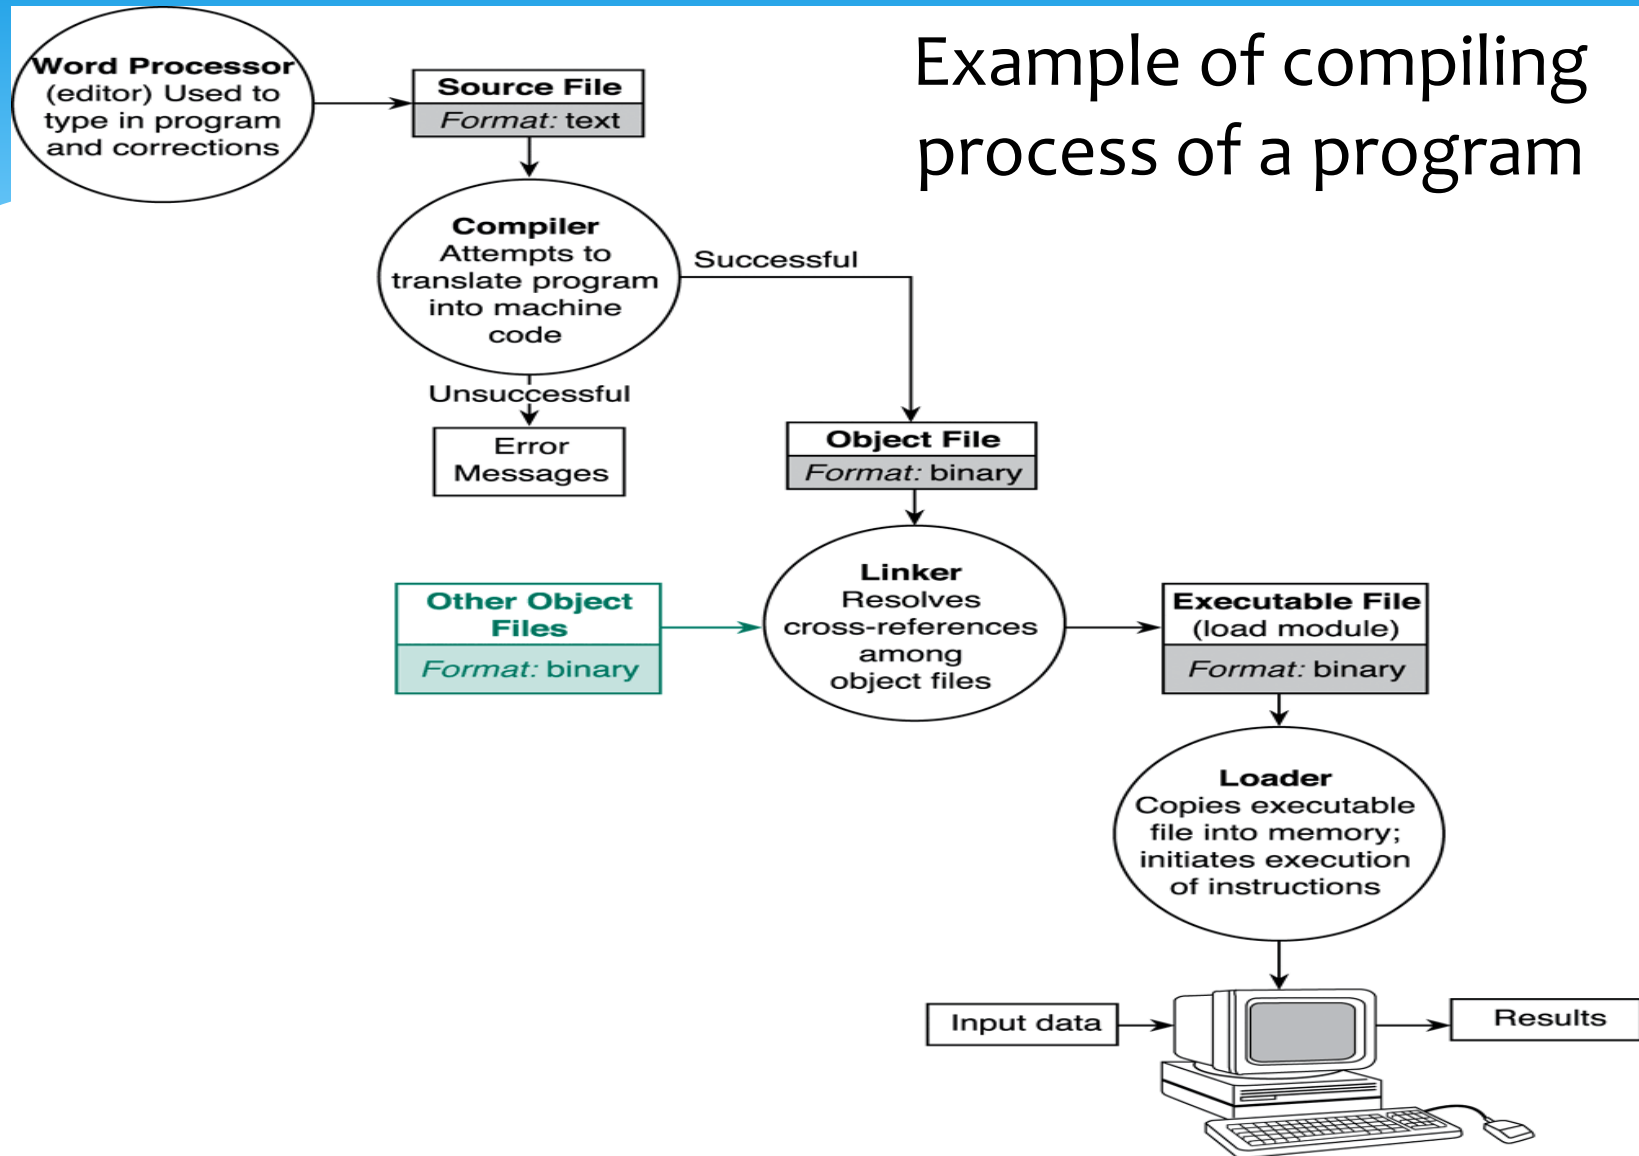 Example of compiling
process of a program
Word Processor
(editor) Used to
type in program
and corrections
Source File
Format: text
Compiler
Attempts to
translate program
into machine
code
Successful
Unsuccessful
Error
Messages
Object File
Format: binary
Other Object
Files
Format: binary
Linker
Resolves
cross-references
among
object files
Executable File
(load module)
Format: binary
Loader
Copies executable
file into memory;
initiates execution
of instructions
Input data
Results